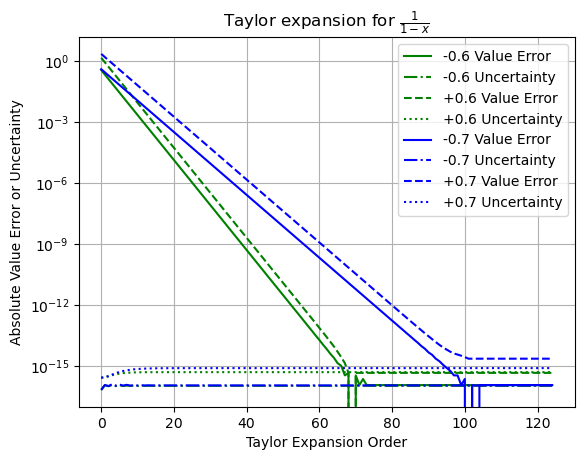 Taylor expansion for $\frac{1}{1-x}$
Absolute Value Error or Uncertainty
10^0
10^{-3}
10^{-6}
10^{-9}
10^{-12}
10^{-15}
-0.6 Value Error
-0.6 Uncertainty
+0.6 Value Error
+0.6 Uncertainty
-0.7 Value Error
-0.7 Uncertainty
+0.7 Value Error
+0.7 Uncertainty
0 20 40 60 80 100 120
Taylor Expansion Order